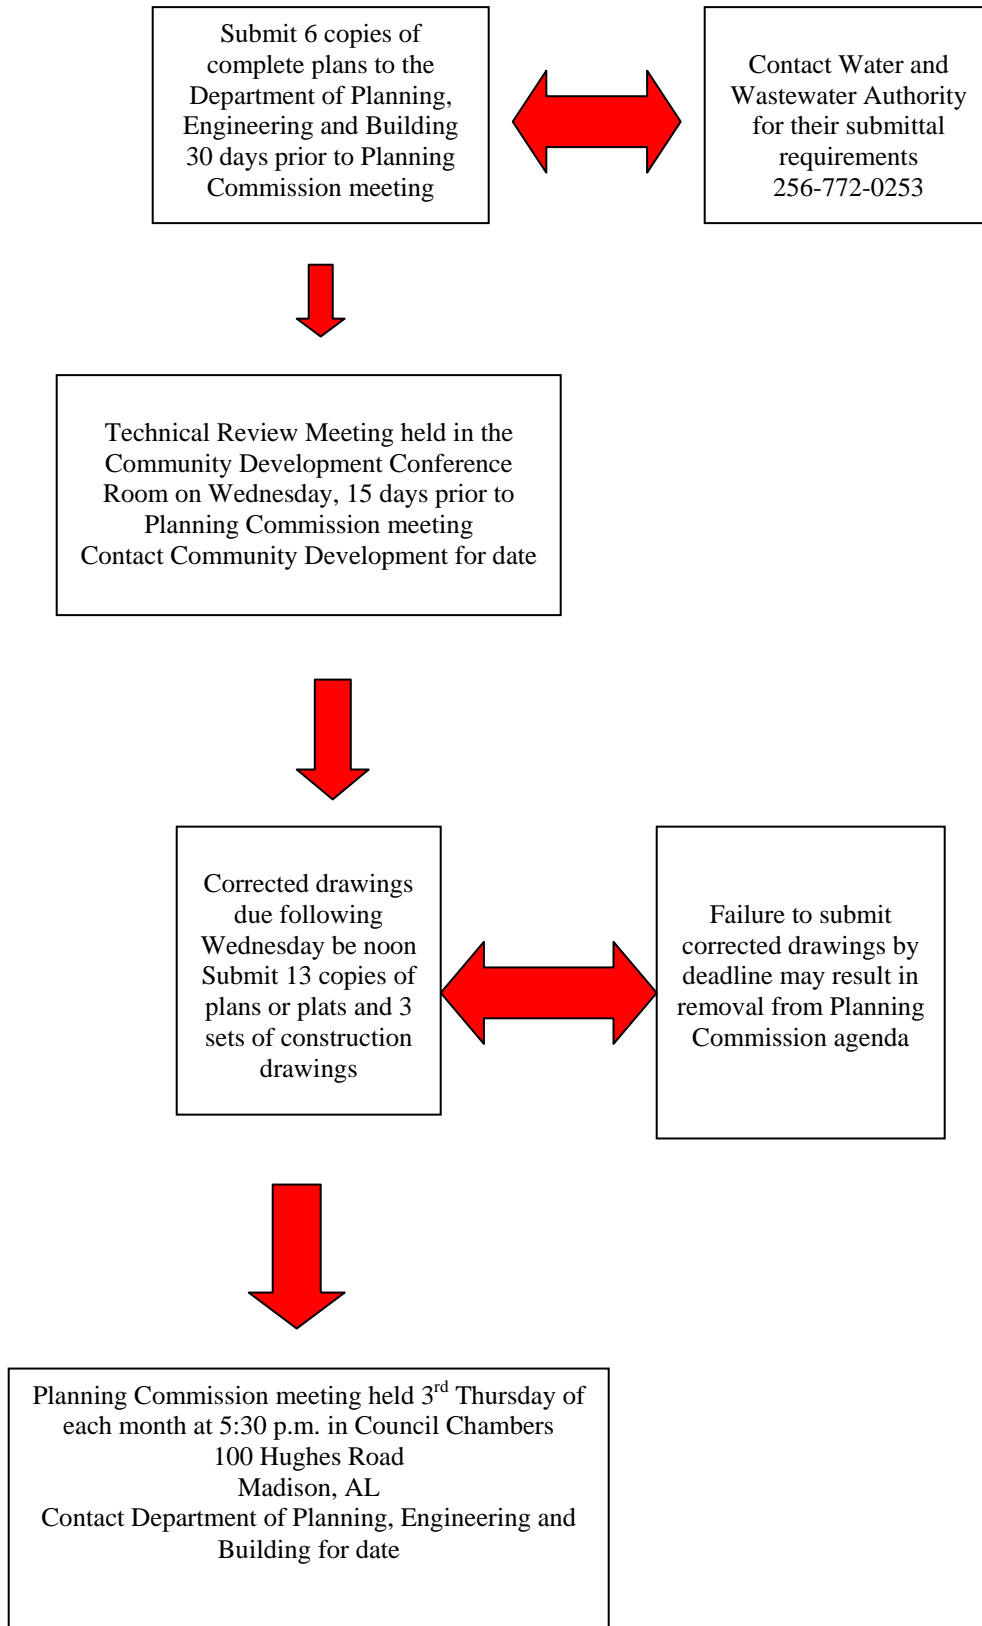 Submit 6 copies of
complete plans to the
Department of Planning,
Engineering and Building
30 days prior to Planning
Commission meeting
Contact Water and
Wastewater Authority
for their submittal
requirements
256-772-0253
Technical Review Meeting held in the
Community Development Conference
Room on Wednesday, 15 days prior to
Planning Commission meeting
Contact Community Development for date
Corrected drawings
due following
Wednesday be noon
Submit 13 copies of
plans or plats and 3
sets of construction
drawings
Failure to submit
corrected drawings by
deadline may result in
removal from Planning
Commission agenda
Planning Commission meeting held 3rd Thursday of
each month at 5:30 p.m. in Council Chambers
100 Hughes Road
Madison, AL
Contact Department of Planning, Engineering and
Building for date